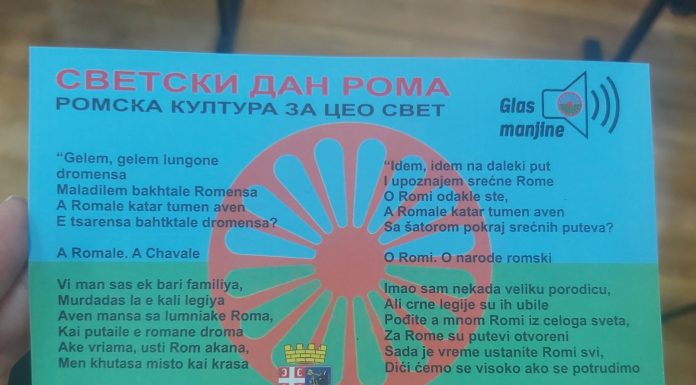 СВЕТСКИ ДАН РОМА
РОМСКА КУЛТУРА ЗА ЦЕО СВЕТ
Glas
manjine
“Gelem, gelem lungone
dromensa
Maladilem bakhtale Romensa
A Romale katar tumen aven
E tsarensa bahtktale dromensa?
A Romale. A Chavale
Vi man sas ek bari familiya,
Murdadas la e kali legiya
Aven mansa sa lumniake Roma,
Kai putaile e romane droma
Ake vriama, usti Rom akana,
Men khutasa misto kai krasa
“Idem, idem na daleki put
I upoznajem srećne Rome
O Romi odakle ste,
A Romale katar tumen aven
Sa šatorom pokraj srećnih puteva?
O Romi. O narode romski
Imao sam nekada veliku porodicu,
Ali crne legije su ih ubile
Pođite a mnom Romi iz celoga sveta,
Za Rome su putevi otvoreni
Sada je vreme ustanite Romi svi,
Dići ćemo se visoko ako se potrudimo